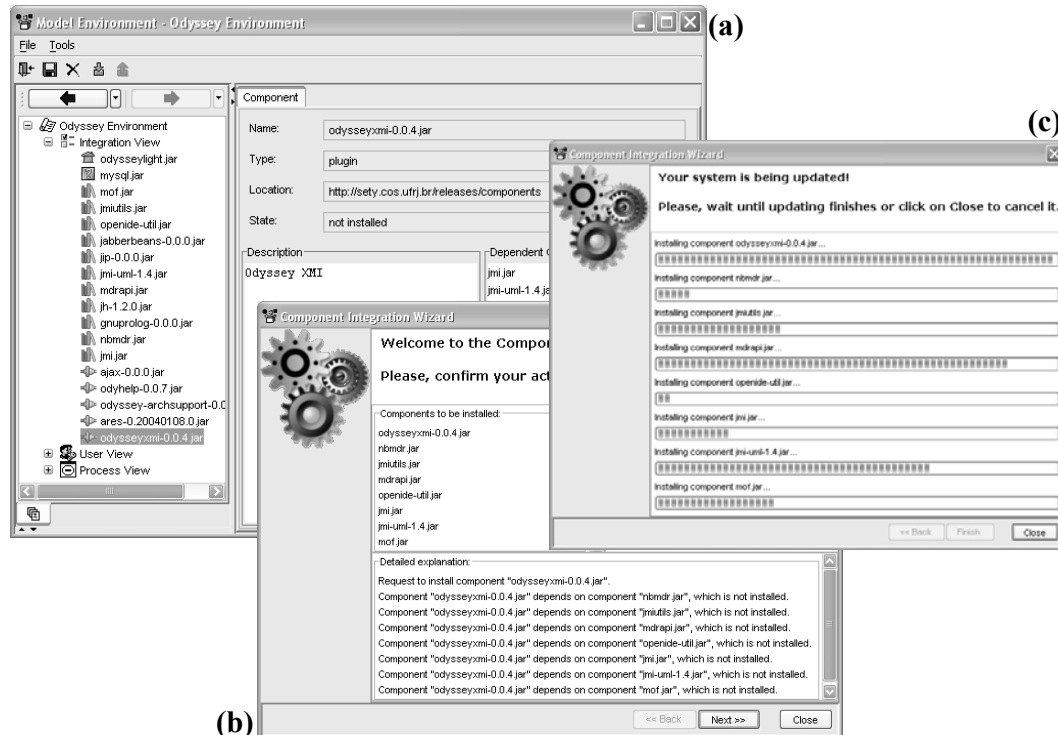 Model Environment - Odyssey Environment
(a)
File Tools
Odyssey Environment
Integration View
odysseylight.jar
mysql.jar
mof.jar
jmiutils.jar
openide-util.jar
jabberbeans-0.0.0.jar
jip-0.0.0.jar
jmi-uml-1.4.jar
mdrapi.jar
jh-1.2.0.jar
gnuprolog-0.0.0.jar
nbmdr.jar
jmi.jar
ajax-0.0.0.jar
odyhelp-0.0.7.jar
odyssey-archsupport-0.0
ares-0.20040108.0.jar
odysseyxmi-0.0.4.jar
User View
Process View
Component
Name: odysseyxmi-0.0.4.jar
Type: plugin
Location: http://sety.cos.ufrj.br/releases/components
State: not installed
Description
Odyssey XMI
Dependent
jmi.jar
jmi-uml-1.4.ja
(b)
Component Integration Wizard
Welcome to the Compo
Please, confirm your act
Components to be installed:
odysseyxmi-0.0.4.jar
nbmdr.jar
jmiutils.jar
mdrapi.jar
openide-util.jar
jmi.jar
jmi-uml-1.4.jar
mof.jar
Detailed explanation:
Request to install component "odysseyxmi-0.0.4.jar".
Component "odysseyxmi-0.0.4.jar" depends on component "nbmdr.jar", which is not installed.
Component "odysseyxmi-0.0.4.jar" depends on component "jmiutils.jar", which is not installed.
Component "odysseyxmi-0.0.4.jar" depends on component "mdrapi.jar", which is not installed.
Component "odysseyxmi-0.0.4.jar" depends on component "openide-util.jar", which is not installed.
Component "odysseyxmi-0.0.4.jar" depends on component "jmi.jar", which is not installed.
Component "odysseyxmi-0.0.4.jar" depends on component "jmi-uml-1.4.jar", which is not installed.
Component "odysseyxmi-0.0.4.jar" depends on component "mof.jar", which is not installed.
<< Back Next >> Close
(c)
Component Integration Wizard
Your system is being updated!
Please, wait until updating finishes or click on Close to cancel it.
Installing component odysseyxmi-0.0.4.jar...
Installing component nbmdr.jar...
Installing component jmiutils.jar...
Installing component mdrapi.jar...
Installing component openide-util.jar...
Installing component jmi.jar...
Installing component jmi-uml-1.4.jar...
Installing component mof.jar...
<< Back Finish Close